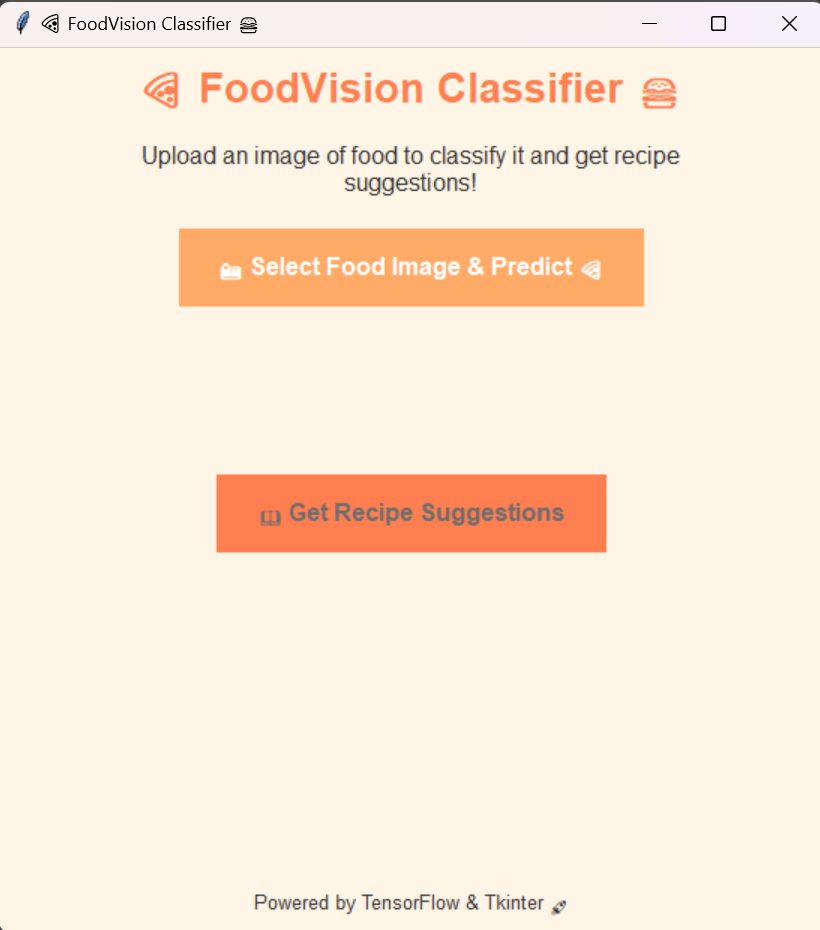 🍕 FoodVision Classifier 🍔
🍕 FoodVision Classifier 🍔
Upload an image of food to classify it and get recipe
suggestions!
📸 Select Food Image & Predict 🍕
📖 Get Recipe Suggestions
Powered by TensorFlow & Tkinter 🚀